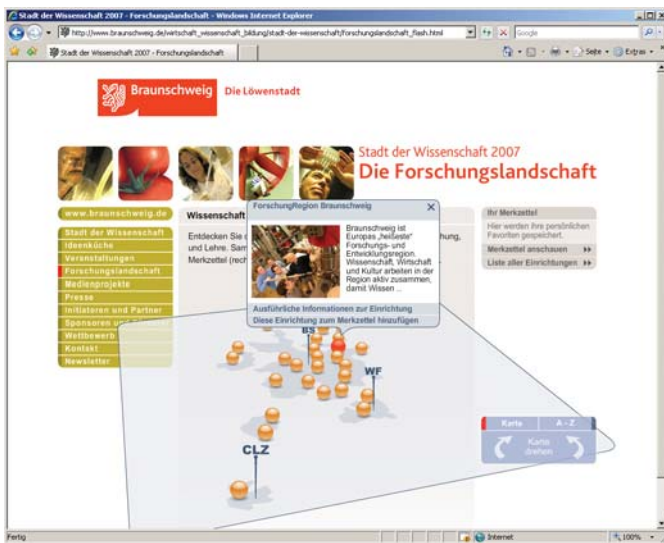 Stadt der Wissenschaft 2007 - Forschungslandschaft - Windows Internet Explorer
http://www.braunschweig.de/wirtschaft_wissenschaft_bildung/stadt-der-wissenschaft/forschungslandschaft_flash.html
Google
Stadt der Wissenschaft 2007 - Forschungslandschaft
Seite
Extras
Braunschweig
Die Löwenstadt
Stadt der Wissenschaft 2007
Die Forschungslandschaft
www.braunschweig.de
Stadt der Wissenschaft
Ideenküche
Veranstaltungen
Forschungslandschaft
Medienprojekte
Presse
Initiatoren und Partner
Sponsoren
Wettbewerb
Kontakt
Newsletter
Wissenschaft
Entdecken Sie
und Lehre. Sam
Merkzettel (rech
hung,
ForschungRegion Braunschweig
Braunschweig ist
Europas „heißeste"
Forschungs- und
Entwicklungsregion.
Wissenschaft, Wirtschaft
und Kultur arbeiten in der
Region aktiv zusammen,
damit Wissen ...
Ausführliche Informationen zur Einrichtung
Diese Einrichtung zum Merkzettel hinzufügen
Ihr Merkzettel
Hier werden Ihre persönlichen
Favoriten gespeichert.
Merkzettel anschauen
Liste aller Einrichtungen
BS
WF
CLZ
Karte
A - Z
Karte
drehen
Fertig
Internet
100%